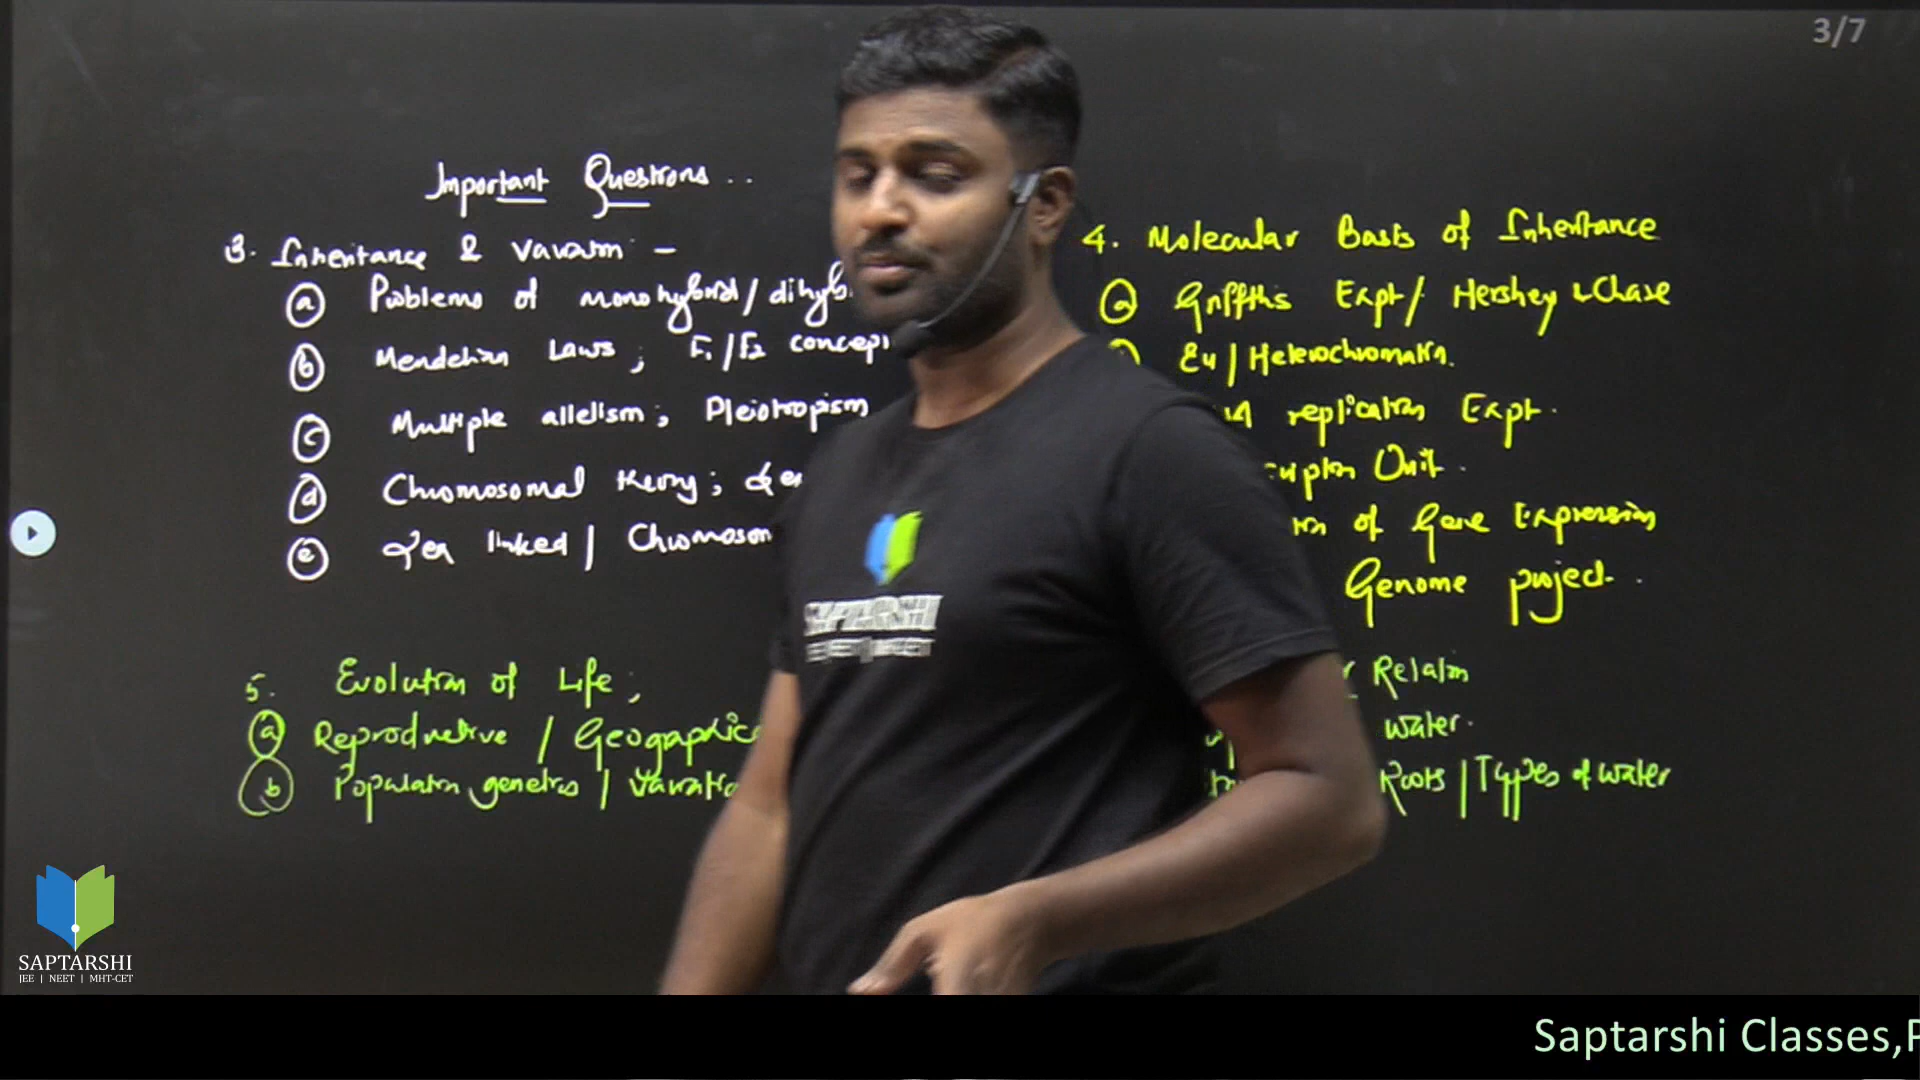 3/7
Important Questions ..
3. Inheritance & Variation -
a Problems of monohybrid / dihyb
b Mendelian Laws ; F1 / F2 concep
c Multiple allelism ; Pleiotropism
d Chromosomal theory ;
e linked / Chromosom
4. Molecular Basis of Inheritance
a Griffiths Expt / Hershey & Chase
Eu / Heterochromatin.
replication Expt.
Unit.
of Gene Expression
Genome project.
5. Evolution of Life ;
a Reproductive / Geographic
b Population genetics / Variatio
Relation
water.
Roots / Types of water
SAPTARSHI
SAPTARSHI
JEE | NEET | MHT-CET
Saptarshi Classes,